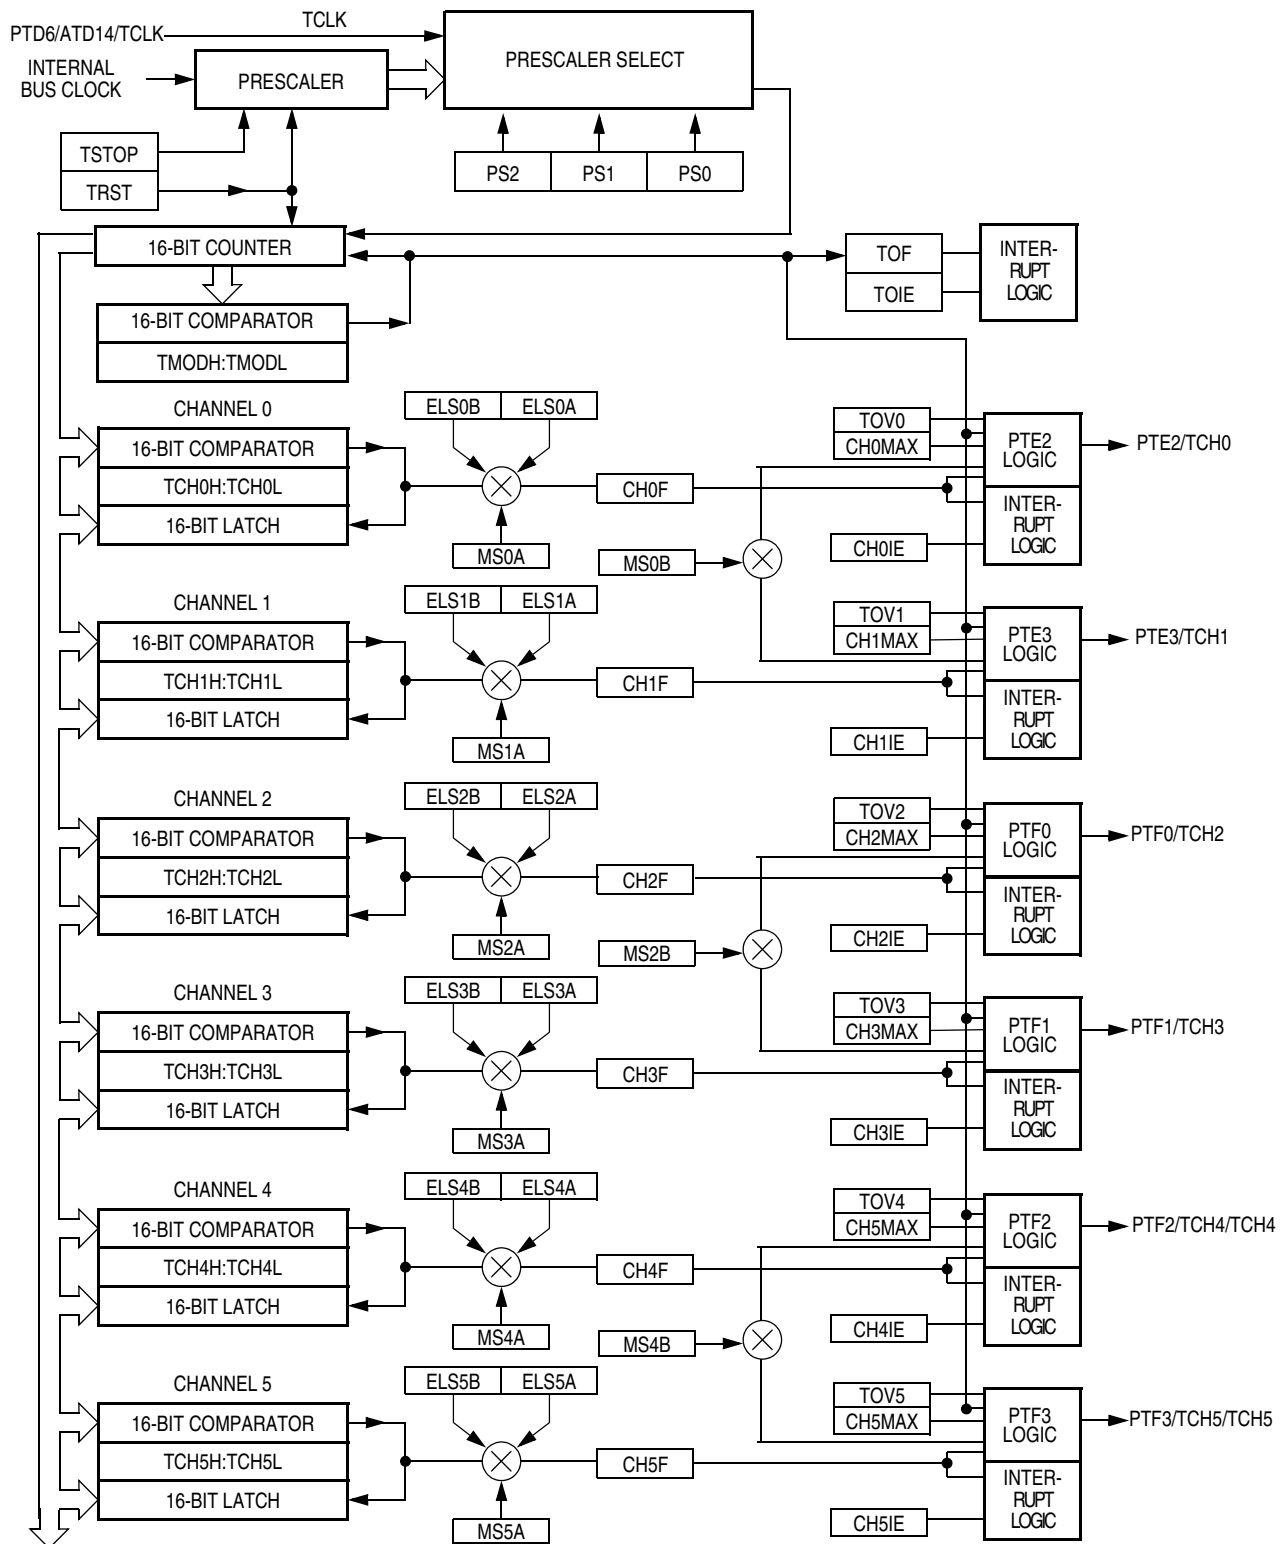 TCLK
PTD6/ATD14/TCLK
PRESCALER SELECT
INTERNAL
BUS CLOCK
PRESCALER
TSTOP
TRST
PS2 PS1 PS0
16-BIT COUNTER
TOF
TOIE
INTER-
RUPT
LOGIC
16-BIT COMPARATOR
TMODH:TMODL
CHANNEL 0
ELS0B ELS0A
16-BIT COMPARATOR
TCH0H:TCH0L
16-BIT LATCH
MS0A
CH0F
MS0B
TOV0
CH0MAX
PTE2
LOGIC
PTE2/TCH0
CH0IE
INTER-
RUPT
LOGIC
CHANNEL 1
ELS1B ELS1A
16-BIT COMPARATOR
TCH1H:TCH1L
16-BIT LATCH
MS1A
CH1F
TOV1
CH1MAX
PTE3
LOGIC
PTE3/TCH1
CH1IE
INTER-
RUPT
LOGIC
CHANNEL 2
ELS2B ELS2A
16-BIT COMPARATOR
TCH2H:TCH2L
16-BIT LATCH
MS2A
CH2F
MS2B
TOV2
CH2MAX
PTF0
LOGIC
PTF0/TCH2
CH2IE
INTER-
RUPT
LOGIC
CHANNEL 3
ELS3B ELS3A
16-BIT COMPARATOR
TCH3H:TCH3L
16-BIT LATCH
MS3A
CH3F
TOV3
CH3MAX
PTF1
LOGIC
PTF1/TCH3
CH3IE
INTER-
RUPT
LOGIC
CHANNEL 4
ELS4B ELS4A
16-BIT COMPARATOR
TCH4H:TCH4L
16-BIT LATCH
MS4A
CH4F
MS4B
TOV4
CH5MAX
PTF2
LOGIC
PTF2/TCH4/TCH4
CH4IE
INTER-
RUPT
LOGIC
CHANNEL 5
ELS5B ELS5A
16-BIT COMPARATOR
TCH5H:TCH5L
16-BIT LATCH
MS5A
CH5F
TOV5
CH5MAX
PTF3
LOGIC
PTF3/TCH5/TCH5
CH5IE
INTER-
RUPT
LOGIC